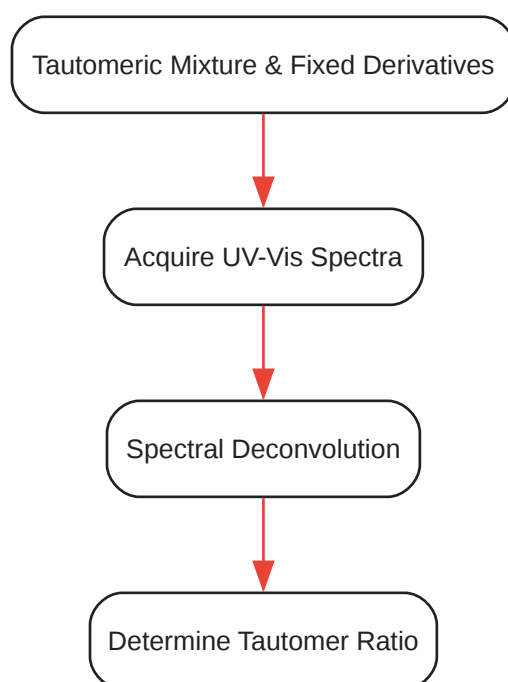 Tautomeric Mixture & Fixed Derivatives
Acquire UV-Vis Spectra
Spectral Deconvolution
Determine Tautomer Ratio